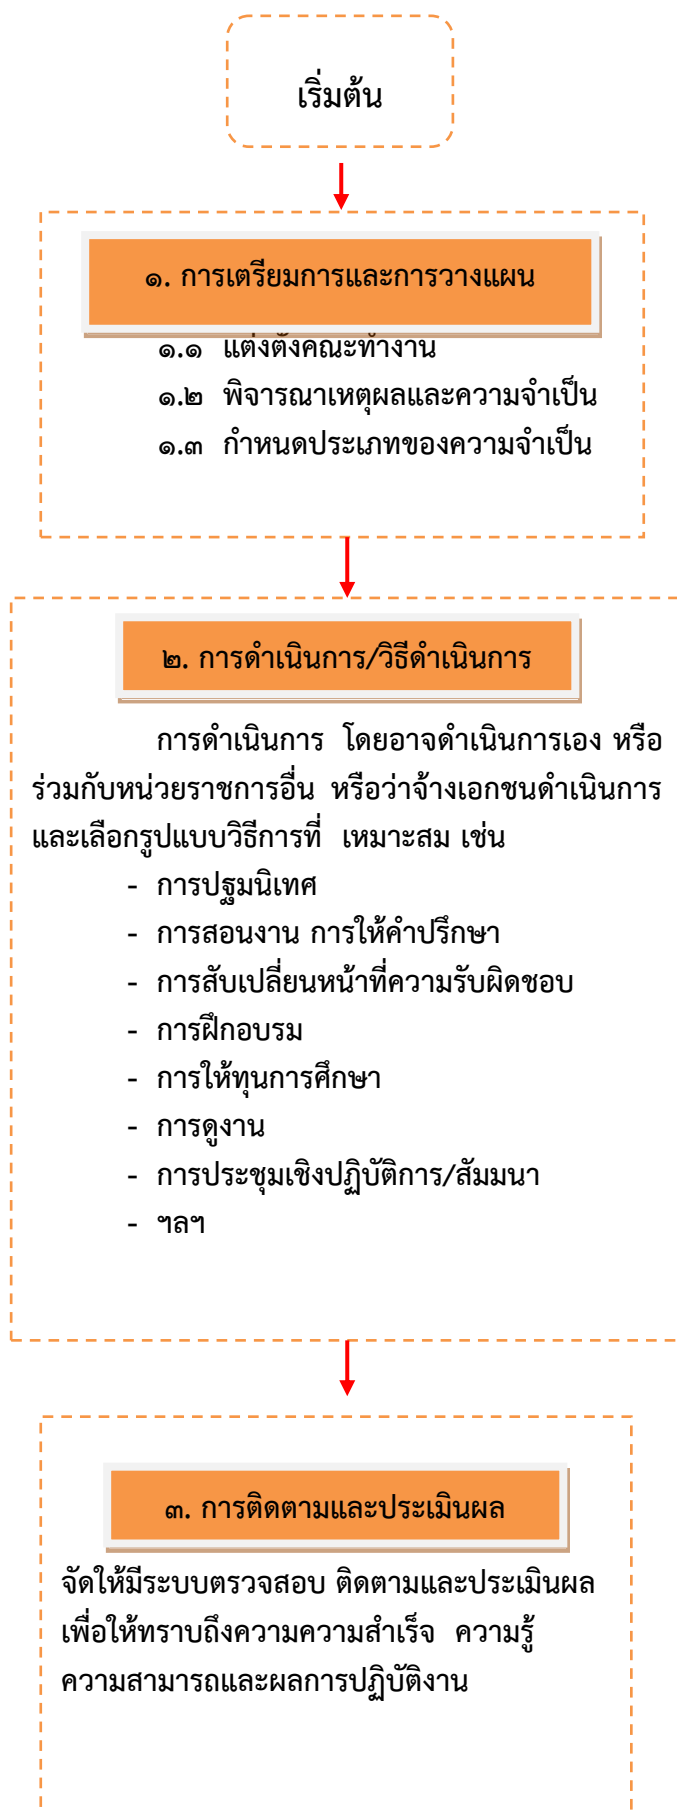 เริ่มต้น
๑. การเตรียมการและการวางแผน
๑.๑ แต่งตั้งคณะทำงาน
๑.๒ พิจารณาเหตุผลและความจำเป็น
๑.๓ กำหนดประเภทของความจำเป็น
๒. การดำเนินการ/วิธีดำเนินการ
การดำเนินการ โดยอาจดำเนินการเอง หรือ
ร่วมกับหน่วยราชการอื่น หรือว่าจ้างเอกชนดำเนินการ
และเลือกรูปแบบวิธีการที่ เหมาะสม เช่น
- การปฐมนิเทศ
- การสอนงาน การให้คำปรึกษา
- การสับเปลี่ยนหน้าที่ความรับผิดชอบ
- การฝึกอบรม
- การให้ทุนการศึกษา
- การดูงาน
- การประชุมเชิงปฏิบัติการ/สัมมนา
- ฯลฯ
๓. การติดตามและประเมินผล
จัดให้มีระบบตรวจสอบ ติดตามและประเมินผล
เพื่อให้ทราบถึงความความสำเร็จ ความรู้
ความสามารถและผลการปฏิบัติงาน